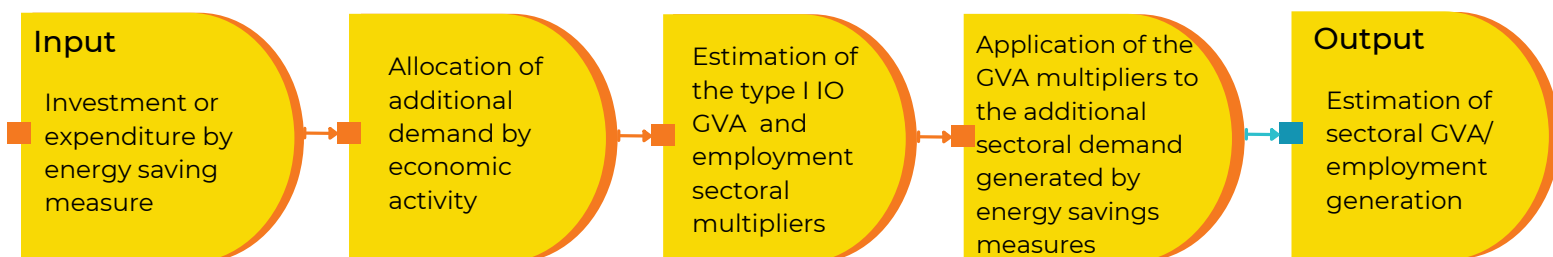 Input
Investment or
expenditure by
energy saving
measure
Allocation of
additional
demand by
economic
activity
Estimation of
the type I IO
GVA and
employment
sectoral
multipliers
Application of the
GVA multipliers to
the additional
sectoral demand
generated by
energy savings
measures
Output
Estimation of
sectoral GVA/
employment
generation